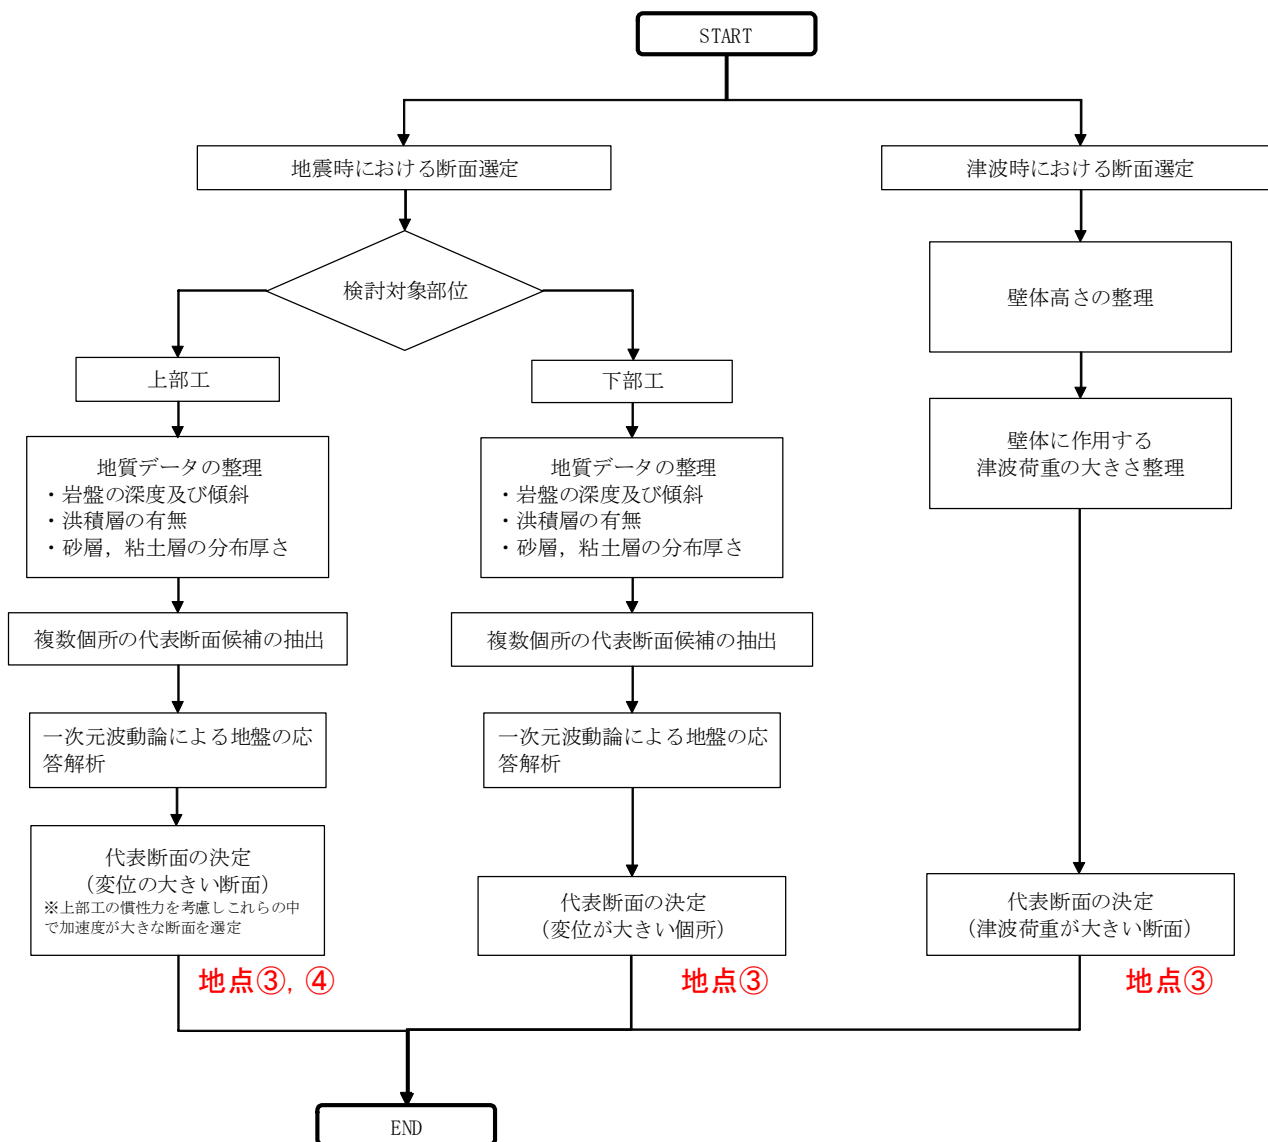 START
地震時における断面選定
津波時における断面選定
検討対象部位
壁体高さの整理
上部工
下部工
壁体に作用する
津波荷重の大きさ整理
地質データの整理
・岩盤の深度及び傾斜
・洪積層の有無
・砂層，粘土層の分布厚さ
地質データの整理
・岩盤の深度及び傾斜
・洪積層の有無
・砂層，粘土層の分布厚さ
複数個所の代表断面候補の抽出
複数個所の代表断面候補の抽出
一次元波動論による地盤の応
答解析
一次元波動論による地盤の応
答解析
代表断面の決定
（変位の大きい断面）
※上部工の慣性力を考慮しこれらの中
で加速度が大きな断面を選定
代表断面の決定
（変位が大きい個所）
代表断面の決定
（津波荷重が大きい断面）
地点③，④
地点③
地点③
END